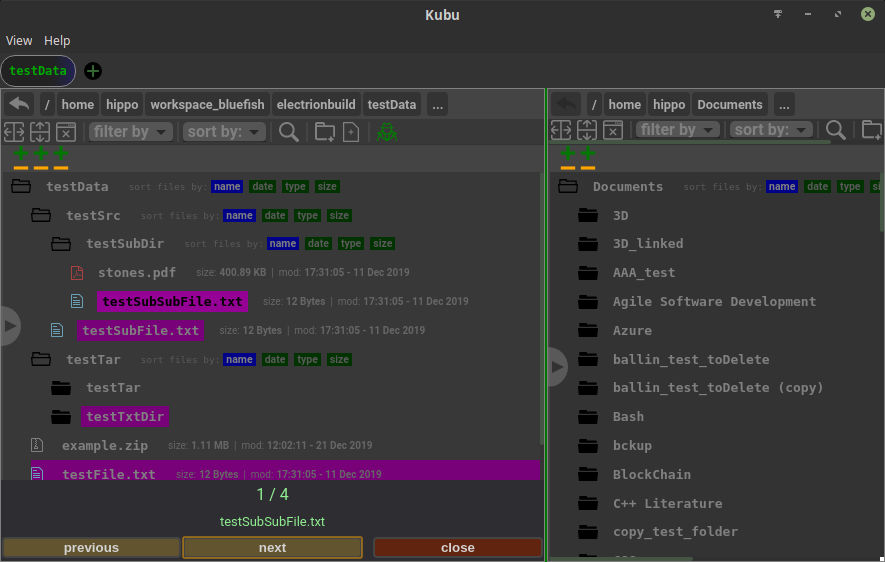 Kubu
View Help
testData
/ home hippo workspace_bluefish electrionbuild testData ...
filter by sort by:
testData sort files by: name date type size
testSrc sort files by: name date type size
testSubDir sort files by: name date type size
stones.pdf size: 400.89 KB | mod: 17:31:05 - 11 Dec 2019
testSubSubFile.txt size: 12 Bytes | mod: 17:31:05 - 11 Dec 2019
testSubFile.txt size: 12 Bytes | mod: 17:31:05 - 11 Dec 2019
testTar sort files by: name date type size
testTar
testTxtDir
example.zip size: 1.11 MB | mod: 12:02:11 - 21 Dec 2019
testFile.txt size: 12 Bytes | mod: 17:31:05 - 11 Dec 2019
1 / 4
testSubSubFile.txt
previous next close
/ home hippo Documents ...
filter by sort by:
Documents sort files by: name date type si
3D
3D_linked
AAA_test
Agile Software Development
Azure
ballin_test_toDelete
ballin_test_toDelete (copy)
Bash
bckup
BlockChain
C++ Literature
copy_test_folder